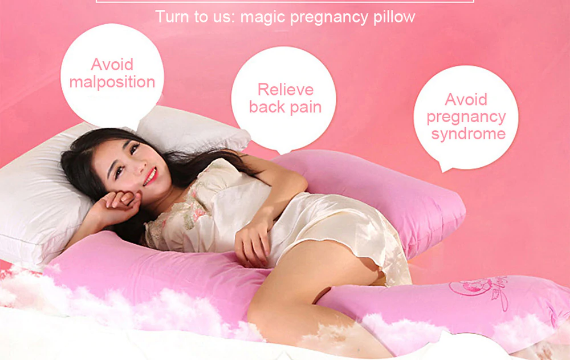 Turn to us: magic pregnancy pillow
Avoid
malposition
Relieve
back pain
Avoid
pregnancy
syndrome